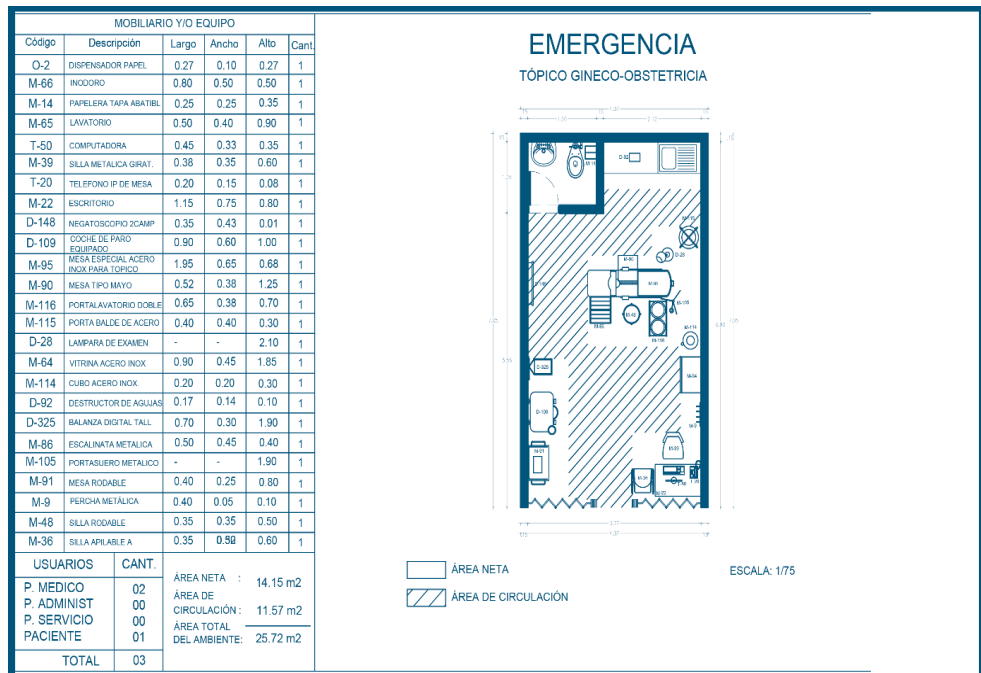 MOBILIARIO Y/O EQUIPO
Código Descripción Largo Ancho Alto Cant.
O-2 DISPENSADOR PAPEL 0.27 0.10 0.27 1
M-66 INODORO 0.80 0.50 0.50 1
M-14 PAPELERA TAPA ABATIBL 0.25 0.25 0.35 1
M-65 LAVATORIO 0.50 0.40 0.90 1
T-50 COMPUTADORA 0.45 0.33 0.35 1
M-39 SILLA METALICA GIRAT. 0.38 0.35 0.60 1
T-20 TELEFONO IP DE MESA 0.20 0.15 0.08 1
M-22 ESCRITORIO 1.15 0.75 0.80 1
D-148 NEGATOSCOPIO 2CAMP 0.35 0.43 0.01 1
D-109 COCHE DE PARO EQUIPADO 0.90 0.60 1.00 1
M-95 MESA ESPECIAL ACERO INOX PARA TOPICO 1.95 0.65 0.68 1
M-90 MESA TIPO MAYO 0.52 0.38 1.25 1
M-116 PORTALAVATORIO DOBLE 0.65 0.38 0.70 1
M-115 PORTA BALDE DE ACERO 0.40 0.40 0.30 1
D-28 LAMPARA DE EXAMEN - - 2.10 1
M-64 VITRINA ACERO INOX 0.90 0.45 1.85 1
M-114 CUBO ACERO INOX. 0.20 0.20 0.30 1
D-92 DESTRUCTOR DE AGUJAS 0.17 0.14 0.10 1
D-325 BALANZA DIGITAL TALL 0.70 0.30 1.90 1
M-86 ESCALINATA METALICA 0.50 0.45 0.40 1
M-105 PORTASUERO METALICO - - 1.90 1
M-91 MESA RODABLE 0.40 0.25 0.80 1
M-9 PERCHA METÁLICA 0.40 0.05 0.10 1
M-48 SILLA RODABLE 0.35 0.35 0.50 1
M-36 SILLA APILABLE A 0.35 0.60 1
USUARIOS CANT.
P. MEDICO 02
P. ADMINIST 00
P. SERVICIO 00
PACIENTE 01
TOTAL 03
ÁREA NETA : 14.15 m2
ÁREA DE
CIRCULACIÓN : 11.57 m2
ÁREA TOTAL
DEL AMBIENTE: 25.72 m2
EMERGENCIA
TÓPICO GINECO-OBSTETRICIA
D-92
D-28
M-90
M-114
D-325
D-109
M-91
ÁREA NETA
ÁREA DE CIRCULACIÓN
ESCALA: 1/75